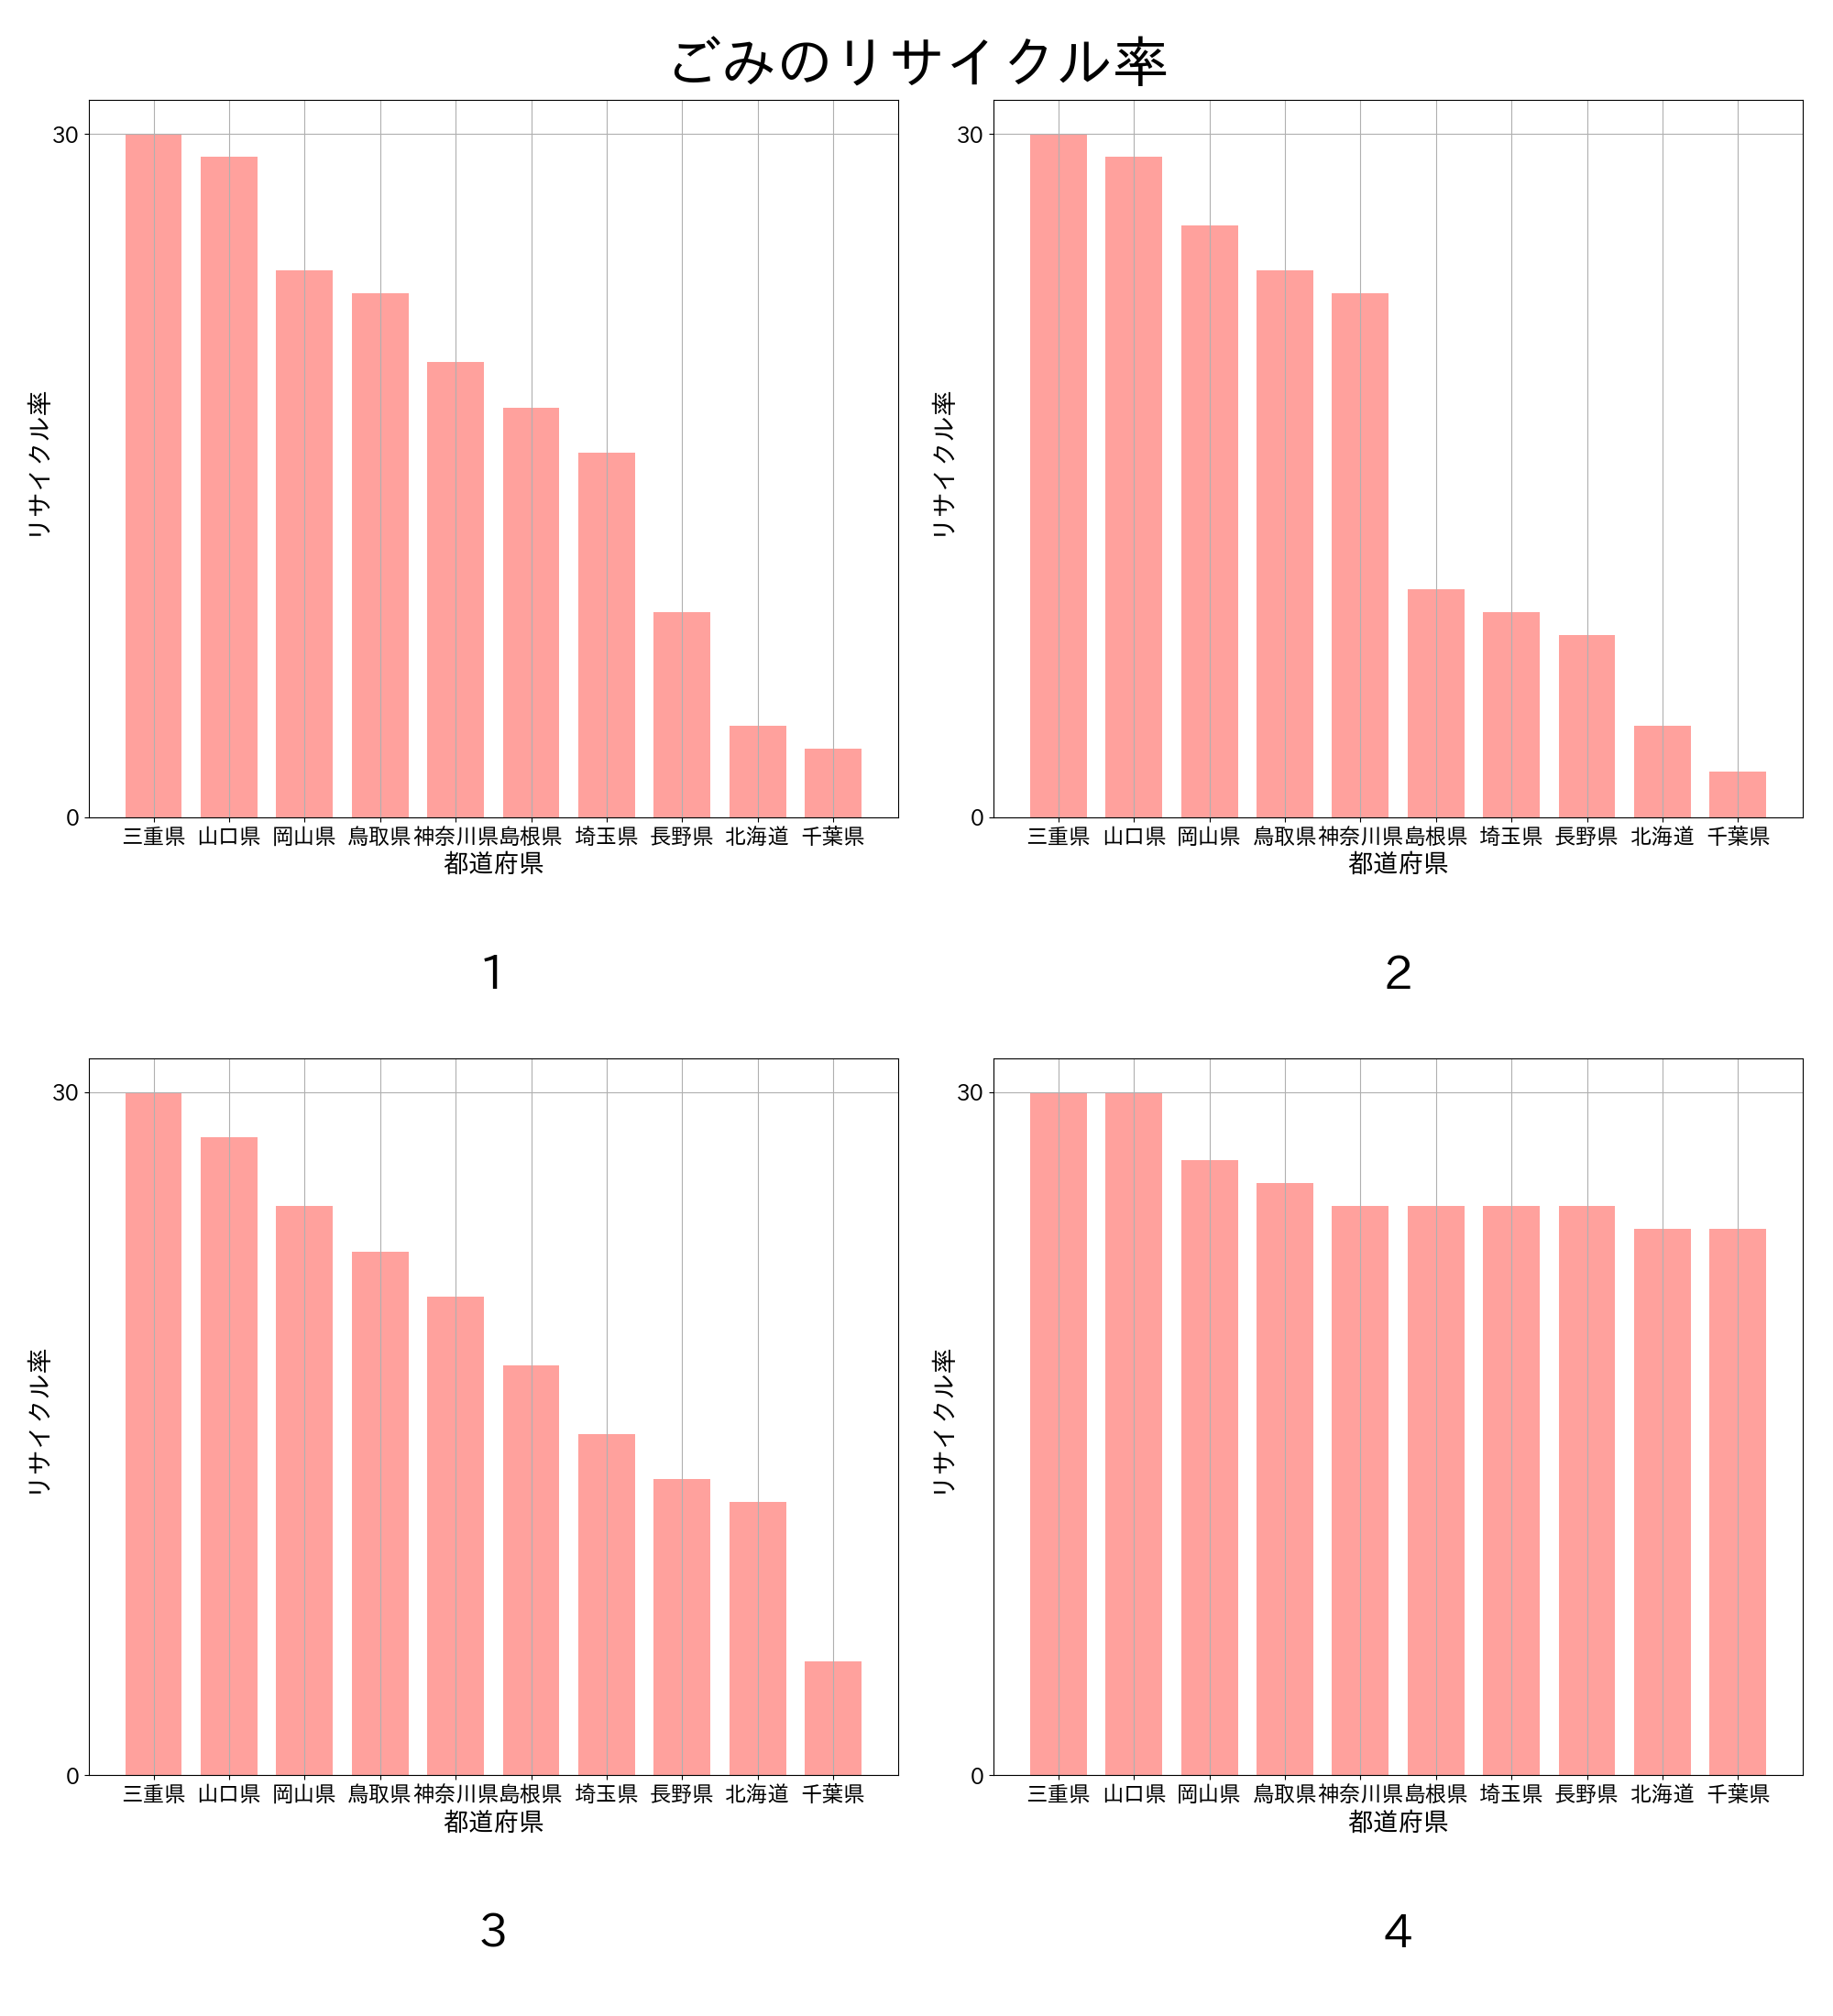 ごみのリサイクル率
30
0
リサイクル率
三重県 山口県 岡山県 鳥取県 神奈川県 島根県 埼玉県 長野県 北海道 千葉県
都道府県
1
30
0
リサイクル率
三重県 山口県 岡山県 鳥取県 神奈川県 島根県 埼玉県 長野県 北海道 千葉県
都道府県
2
30
0
リサイクル率
三重県 山口県 岡山県 鳥取県 神奈川県 島根県 埼玉県 長野県 北海道 千葉県
都道府県
3
30
0
リサイクル率
三重県 山口県 岡山県 鳥取県 神奈川県 島根県 埼玉県 長野県 北海道 千葉県
都道府県
4